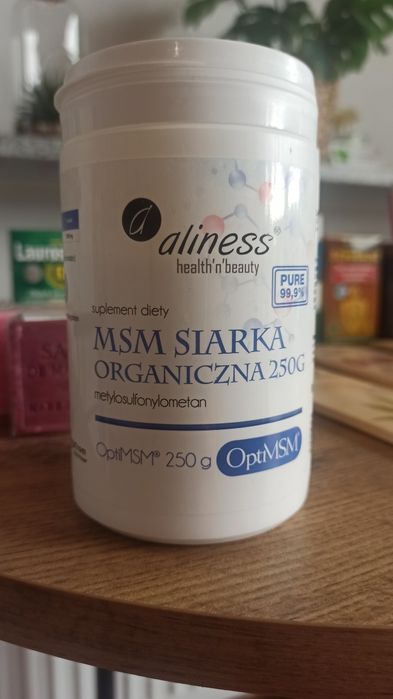 aliness®
health'n'beauty
PURE
99,9%
suplement diety
MSM SIARKA
ORGANICZNA 250G
metylosulfonylometan
OptiMSM® 250 g
OptiMSM®